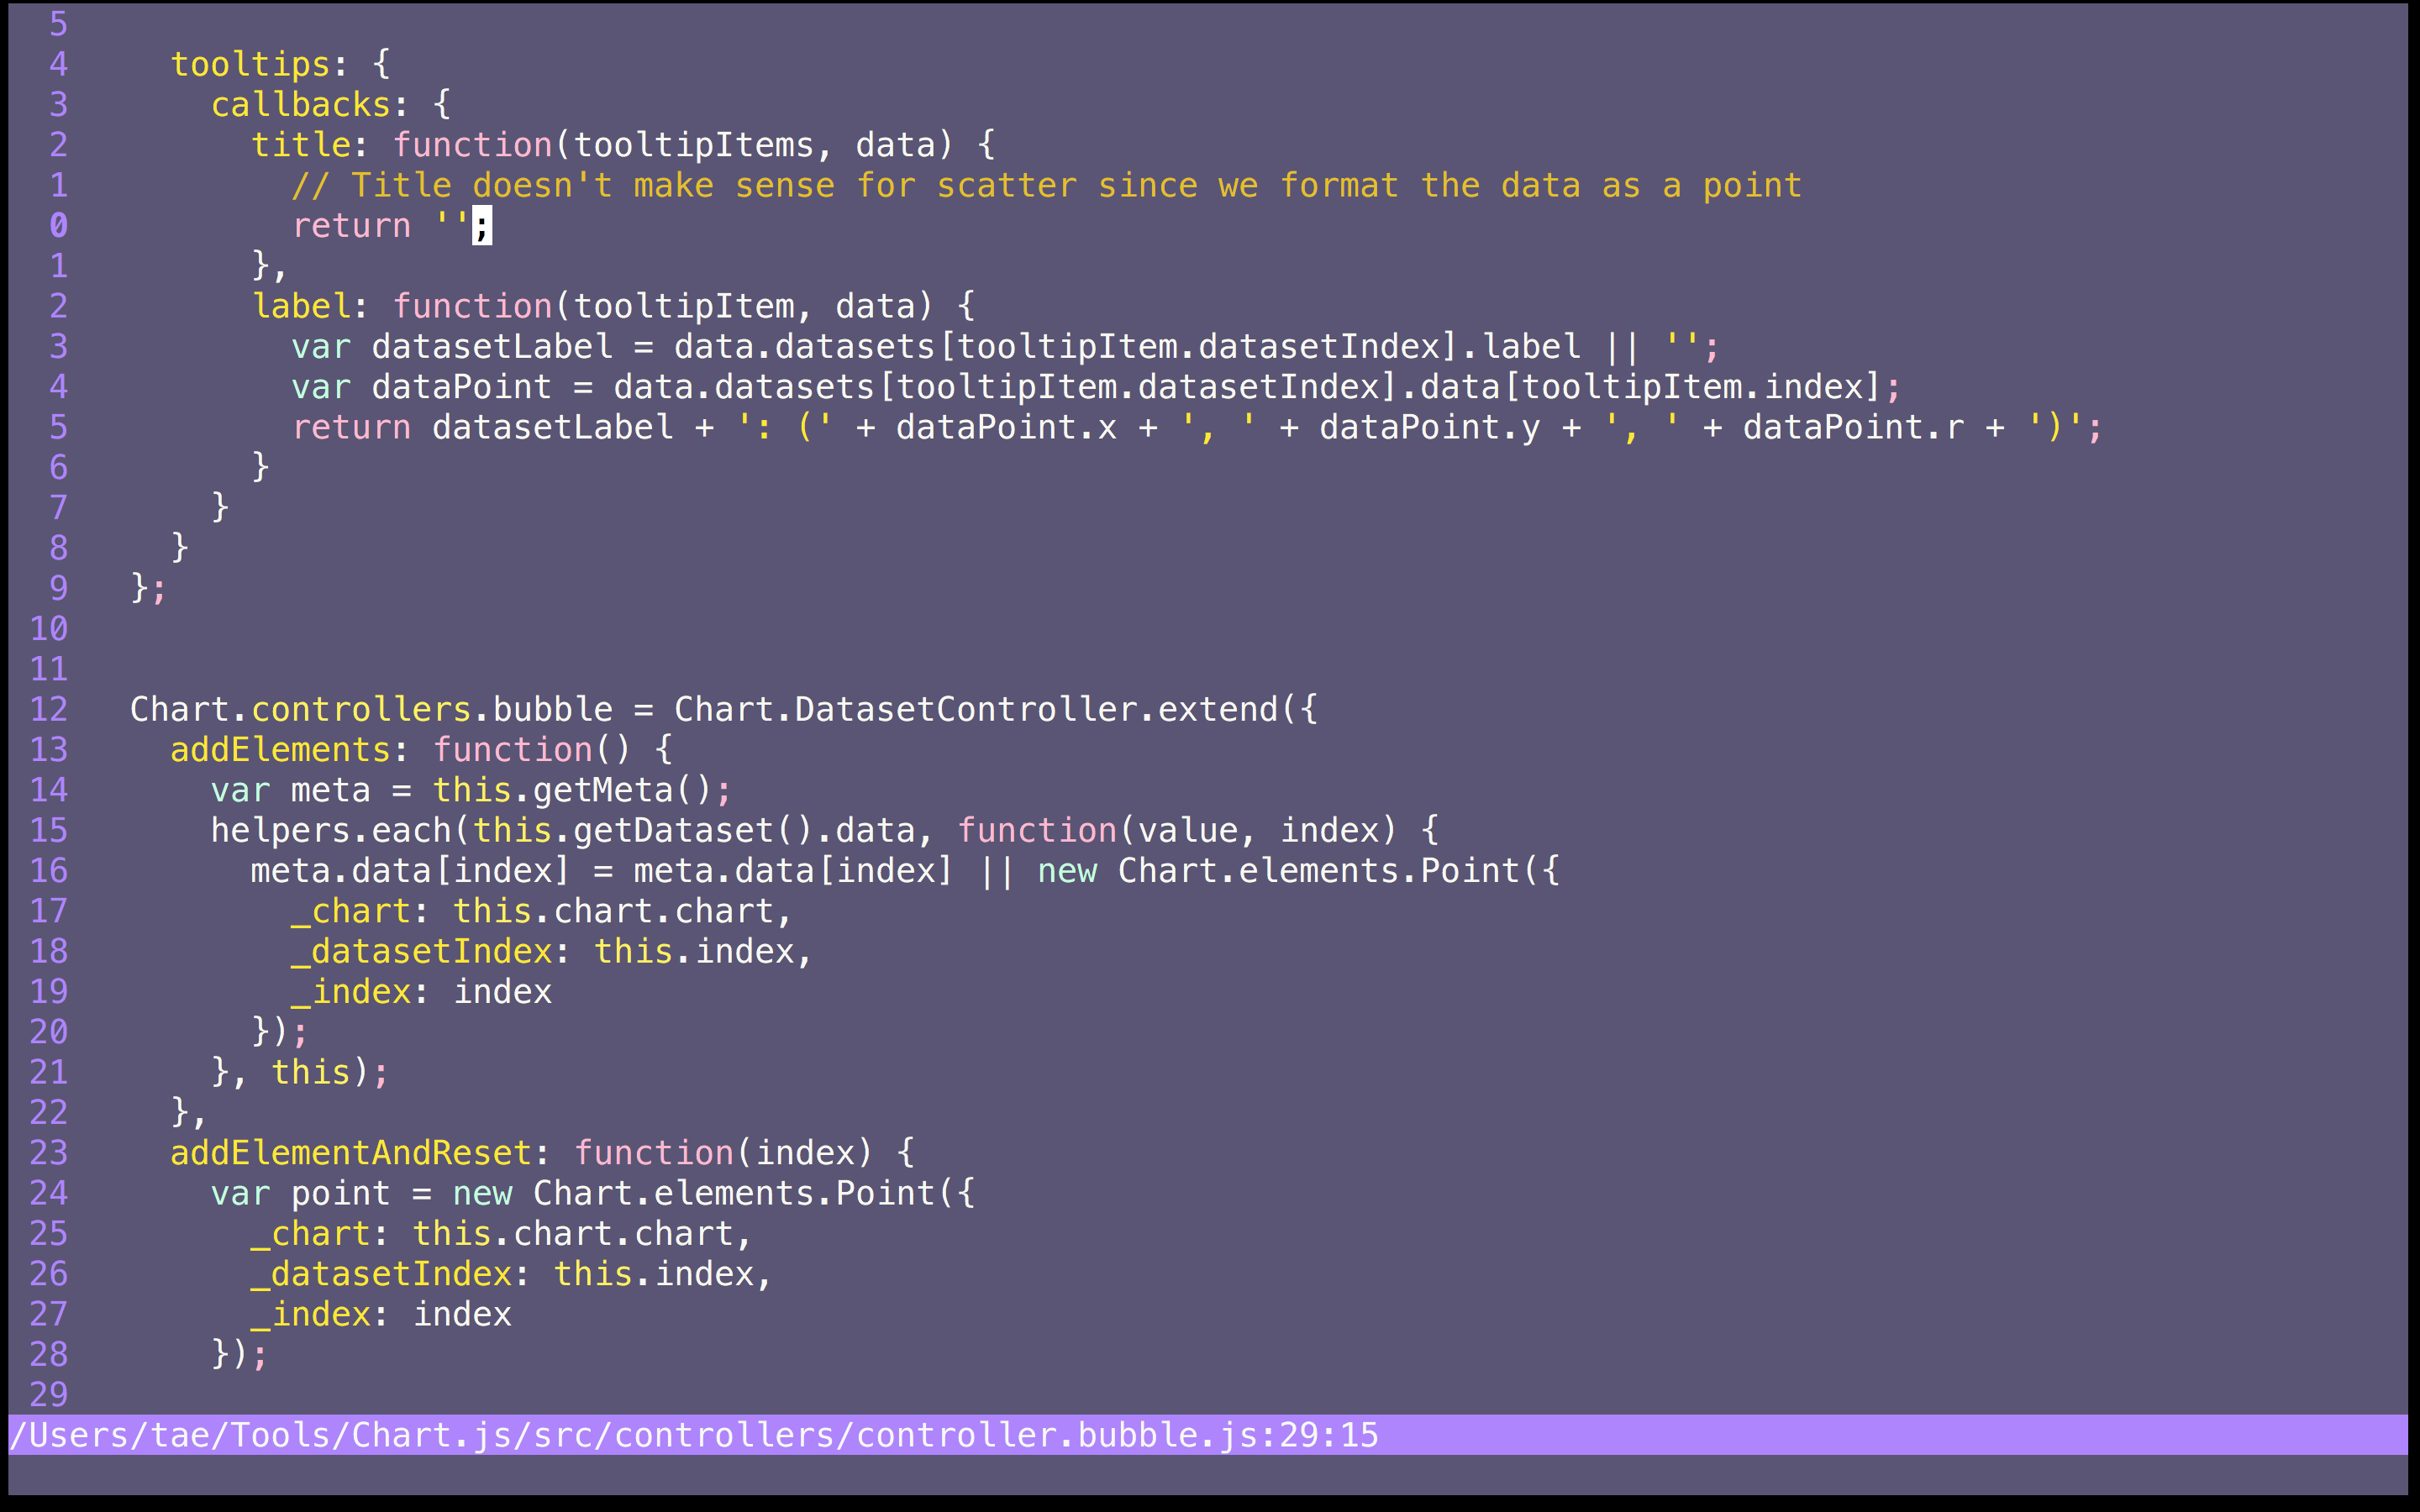 5
4     tooltips: {
3       callbacks: {
2         title: function(tooltipItems, data) {
1           // Title doesn't make sense for scatter since we format the data as a point
0           return '';
1         },
2         label: function(tooltipItem, data) {
3           var datasetLabel = data.datasets[tooltipItem.datasetIndex].label || '';
4           var dataPoint = data.datasets[tooltipItem.datasetIndex].data[tooltipItem.index];
5           return datasetLabel + ': (' + dataPoint.x + ', ' + dataPoint.y + ', ' + dataPoint.r + ')';
6         }
7       }
8     }
9   };
10
11
12   Chart.controllers.bubble = Chart.DatasetController.extend({
13     addElements: function() {
14       var meta = this.getMeta();
15       helpers.each(this.getDataset().data, function(value, index) {
16         meta.data[index] = meta.data[index] || new Chart.elements.Point({
17           _chart: this.chart.chart,
18           _datasetIndex: this.index,
19           _index: index
20         });
21       }, this);
22     },
23     addElementAndReset: function(index) {
24       var point = new Chart.elements.Point({
25         _chart: this.chart.chart,
26         _datasetIndex: this.index,
27         _index: index
28       });
29
/Users/tae/Tools/Chart.js/src/controllers/controller.bubble.js:29:15